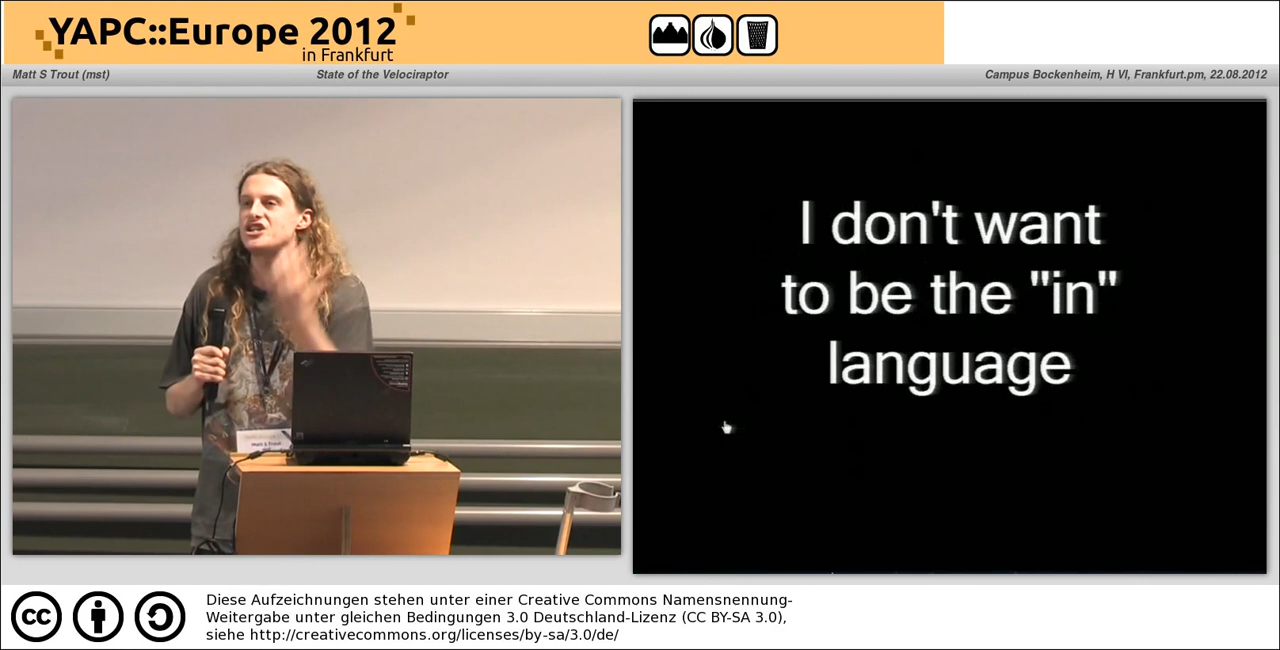 YAPC::Europe 2012
in Frankfurt
Matt S Trout (mst) State of the Velociraptor Campus Bockenheim, H VI, Frankfurt.pm, 22.08.2012
I don't want
to be the "in"
language
Matt S Trout
cc
Diese Aufzeichnungen stehen unter einer Creative Commons Namensnennung-
Weitergabe unter gleichen Bedingungen 3.0 Deutschland-Lizenz (CC BY-SA 3.0),
siehe http://creativecommons.org/licenses/by-sa/3.0/de/